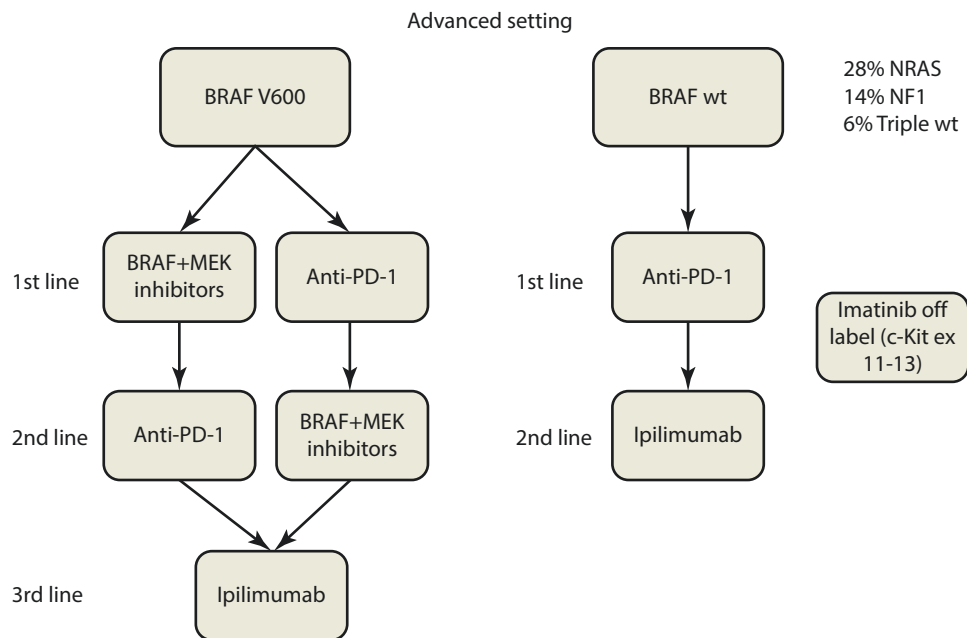 Advanced setting
BRAF V600
BRAF wt
28% NRAS
14% NF1
6% Triple wt
1st line
BRAF+MEK
inhibitors
Anti-PD-1
1st line
Anti-PD-1
Imatinib off
label (c-Kit ex
11-13)
2nd line
Anti-PD-1
BRAF+MEK
inhibitors
2nd line
Ipilimumab
3rd line
Ipilimumab